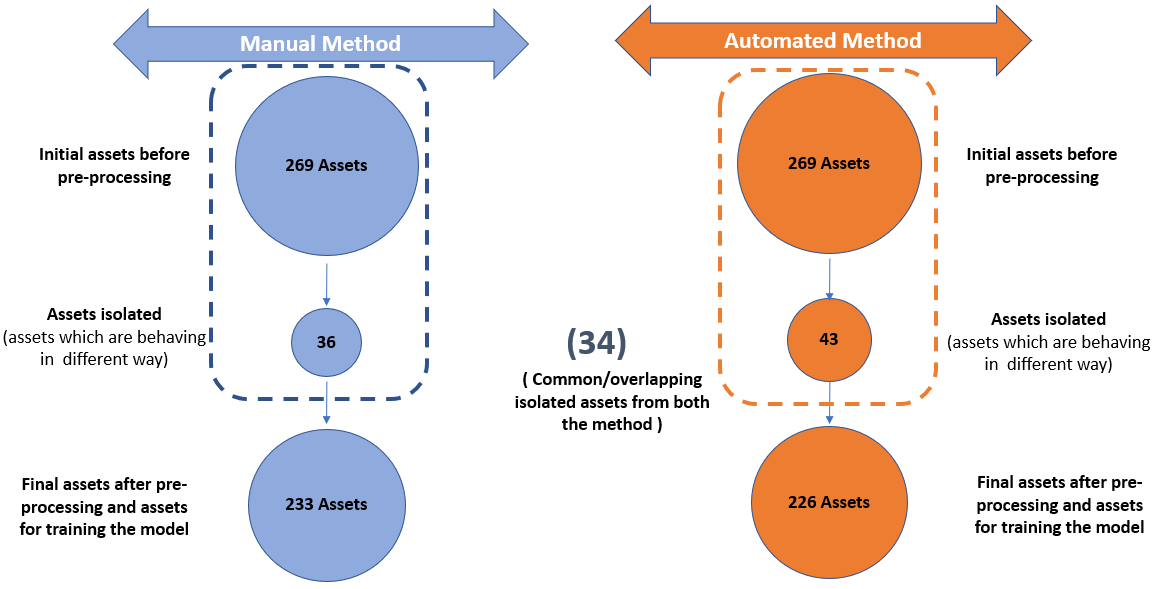 Manual Method
Automated Method
Initial assets before
pre-processing
269 Assets
269 Assets
Initial assets before
pre-processing
Assets isolated
(assets which are behaving
in different way)
36
(34)
( Common/overlapping
isolated assets from both
the method )
43
Assets isolated
(assets which are behaving
in different way)
Final assets after pre-
processing and assets
for training the model
233 Assets
226 Assets
Final assets after pre-
processing and assets
for training the model